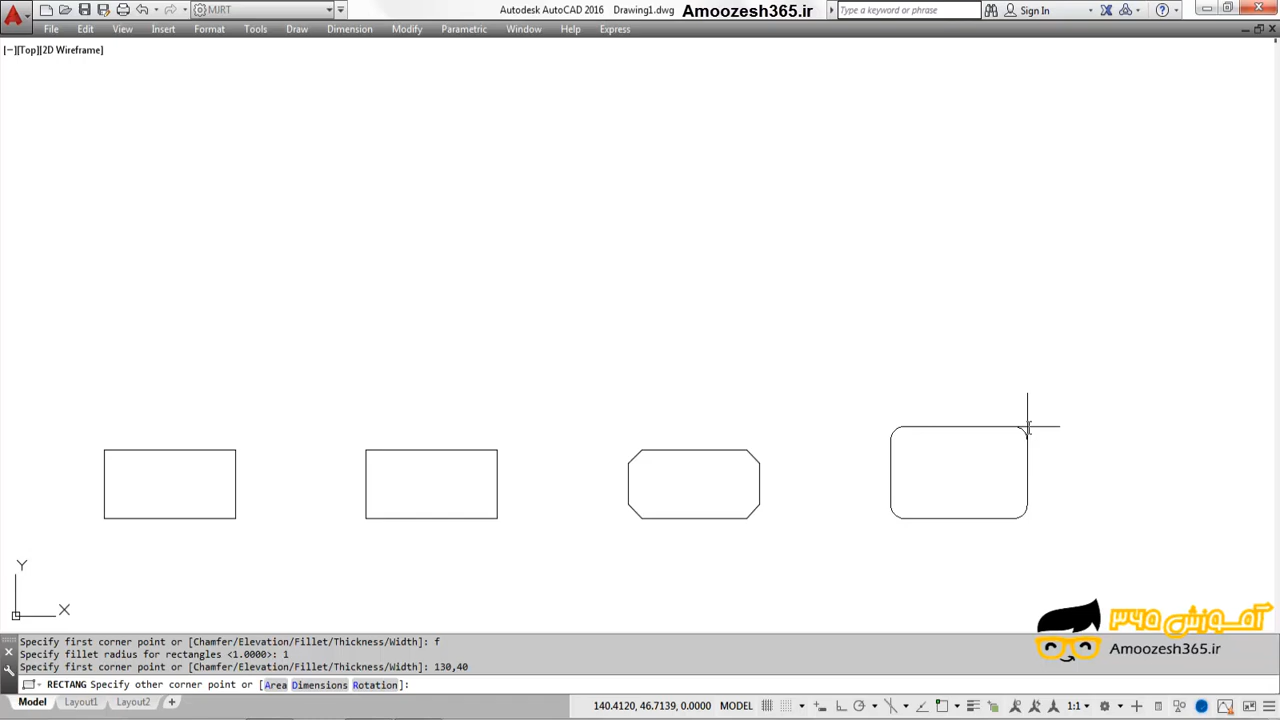 MJRT
Autodesk AutoCAD 2016 Drawing1.dwg
Amoozesh365.ir
Type a keyword or phrase
Sign In
File Edit View Insert Format Tools Draw Dimension Modify Parametric Window Help Express
[−][Top][2D Wireframe]
Y
X
آمــوزش ۳۶۵
Amoozesh365.ir
Specify first corner point or [Chamfer/Elevation/Fillet/Thickness/Width]: f
Specify fillet radius for rectangles <1.0000>: 1
Specify first corner point or [Chamfer/Elevation/Fillet/Thickness/Width]: 130,40
RECTANG Specify other corner point or [Area Dimensions Rotation]:
Model Layout1 Layout2 +
140.4120, 46.7139, 0.0000 MODEL 1:1